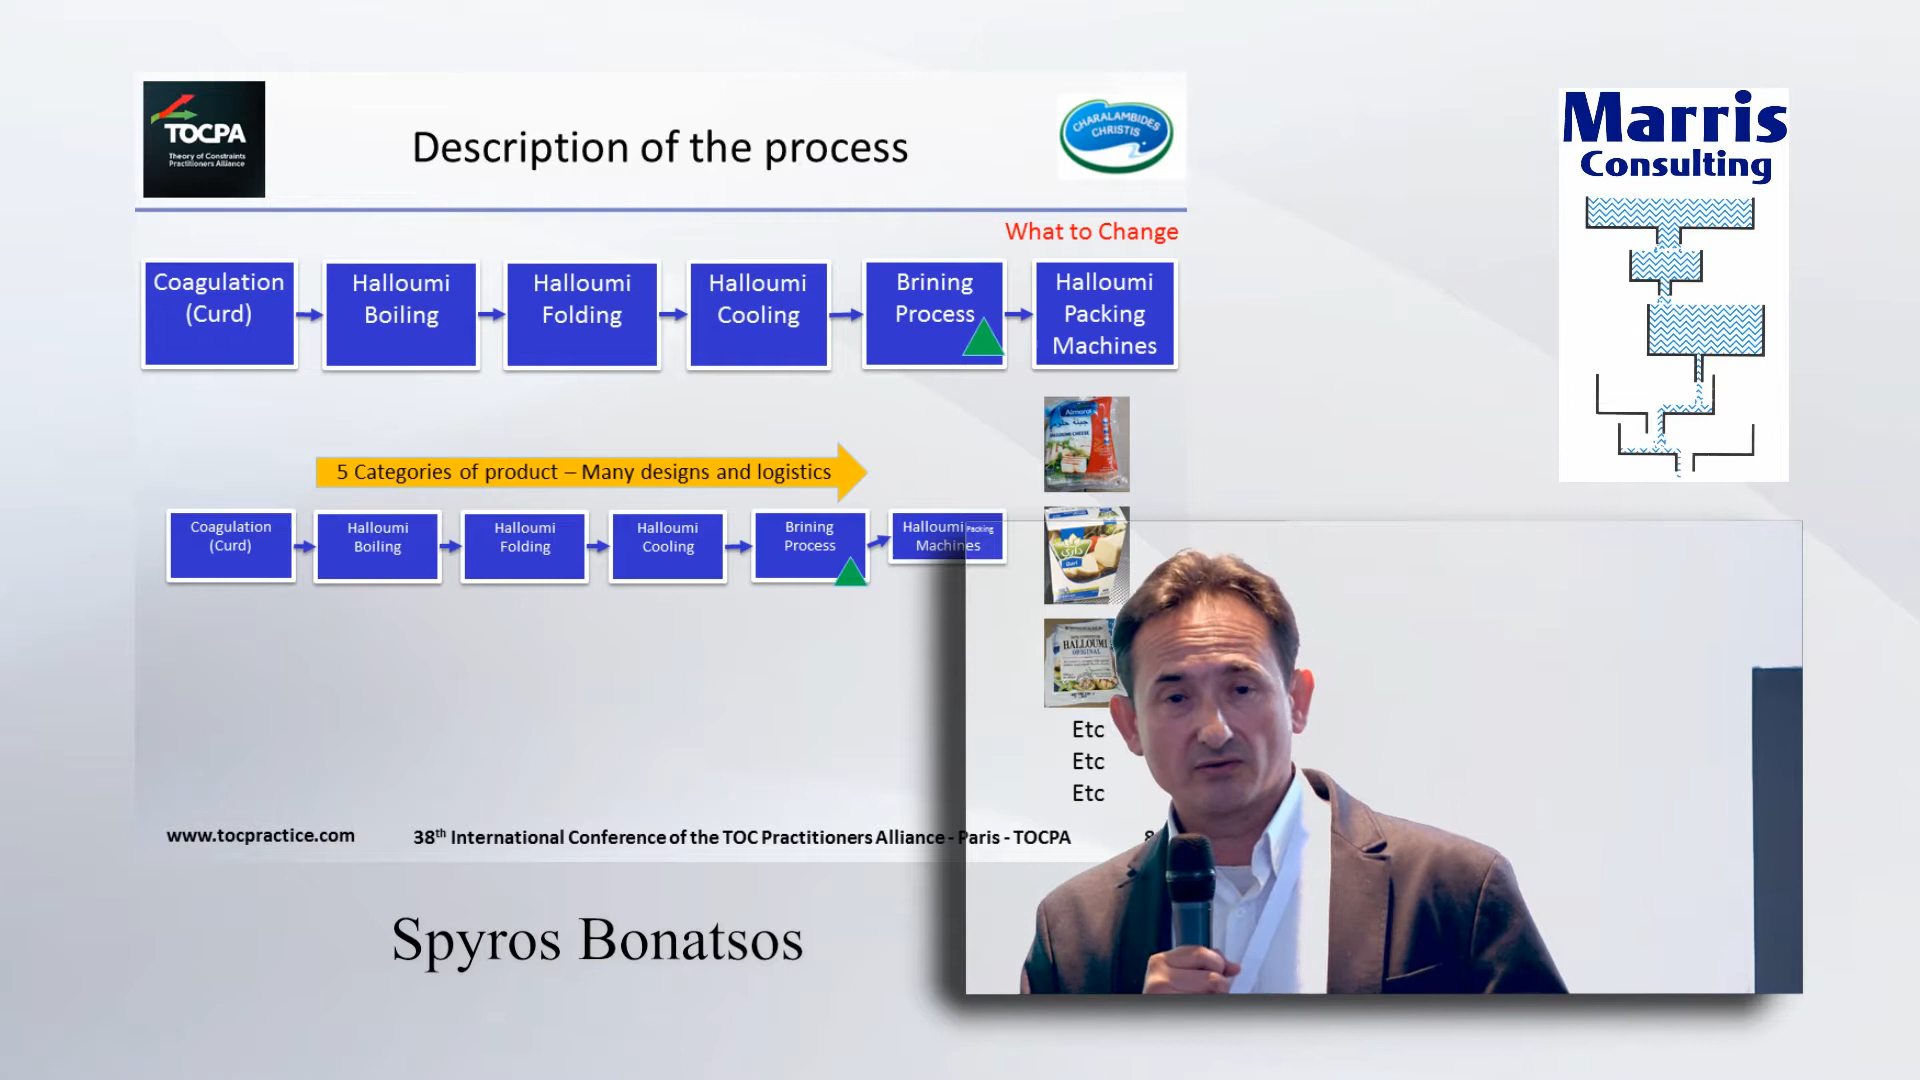 TOCPA
Theory of Constraints
Practitioners Alliance
Description of the process
CHARALAMBIDES
CHRISTIS
Marris
Consulting
What to Change
Coagulation
(Curd)
Halloumi
Boiling
Halloumi
Folding
Halloumi
Cooling
Brining
Process
Halloumi
Packing
Machines
Almarai
5 Categories of product – Many designs and logistics
Coagulation
(Curd)
Halloumi
Boiling
Halloumi
Folding
Halloumi
Cooling
Brining
Process
Halloumi Packing
Machines
HALLOUMI
ORIGINAL
Etc
Etc
Etc
www.tocpractice.com
38th International Conference of the TOC Practitioners Alliance - Paris - TOCPA
8
Spyros Bonatsos